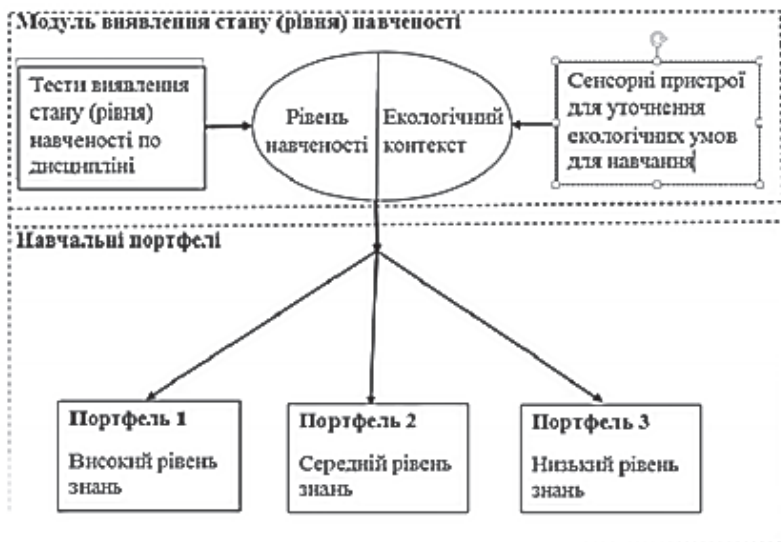 Модуль виявлення стану (рівня) навченості
Тести виявлення
стану (рівня)
навченості по
дисципліні
Рівень
навченості
Екологічний
контекст
Сенсорні пристрої
для уточнення
екологічних умов
для навчання
Навчальні портфелі
Портфель 1
Високий рівень
знань
Портфель 2
Середній рівень
знань
Портфель 3
Низький рівень
знань